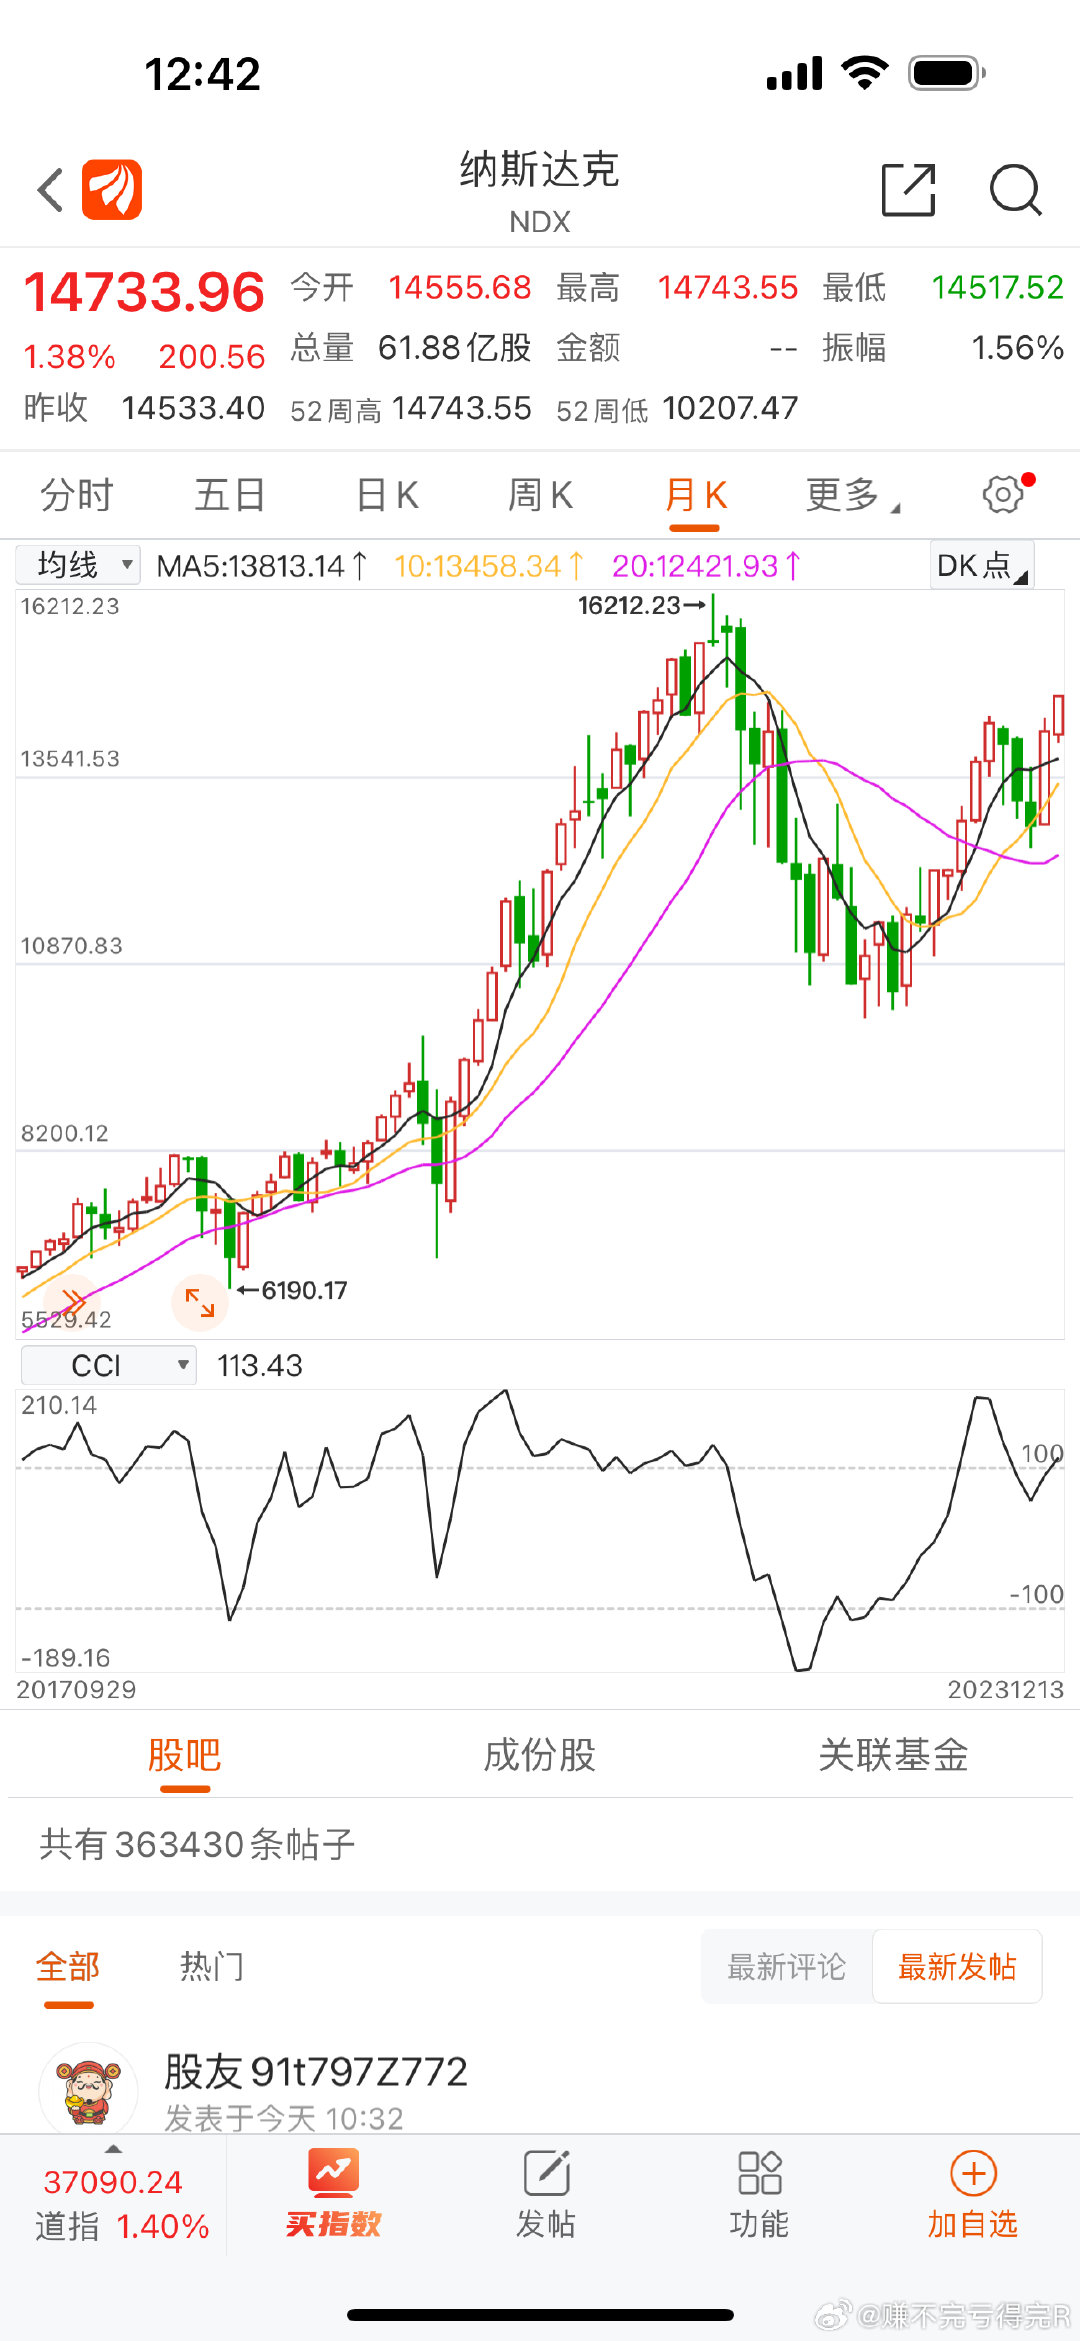 12:42
纳斯达克
NDX
14733.96 今开 14555.68 最高 14743.55 最低 14517.52
1.38% 200.56 总量 61.88亿股 金额 -- 振幅 1.56%
昨收 14533.40 52周高 14743.55 52周低 10207.47
分时 五日 日K 周K 月K 更多
均线 MA5:13813.14↑ 10:13458.34↑ 20:12421.93↑ DK点
16212.23
16212.23→
13541.53
10870.83
8200.12
←6190.17
5529.42
CCI 113.43
210.14
100
-100
-189.16
20170929 20231213
股吧 成份股 关联基金
共有363430条帖子
全部 热门 最新评论 最新发帖
股友91t797Z772
发表于今天 10:32
37090.24
道指 1.40% 买指数 发帖 功能 加自选
@赚不完亏得完R